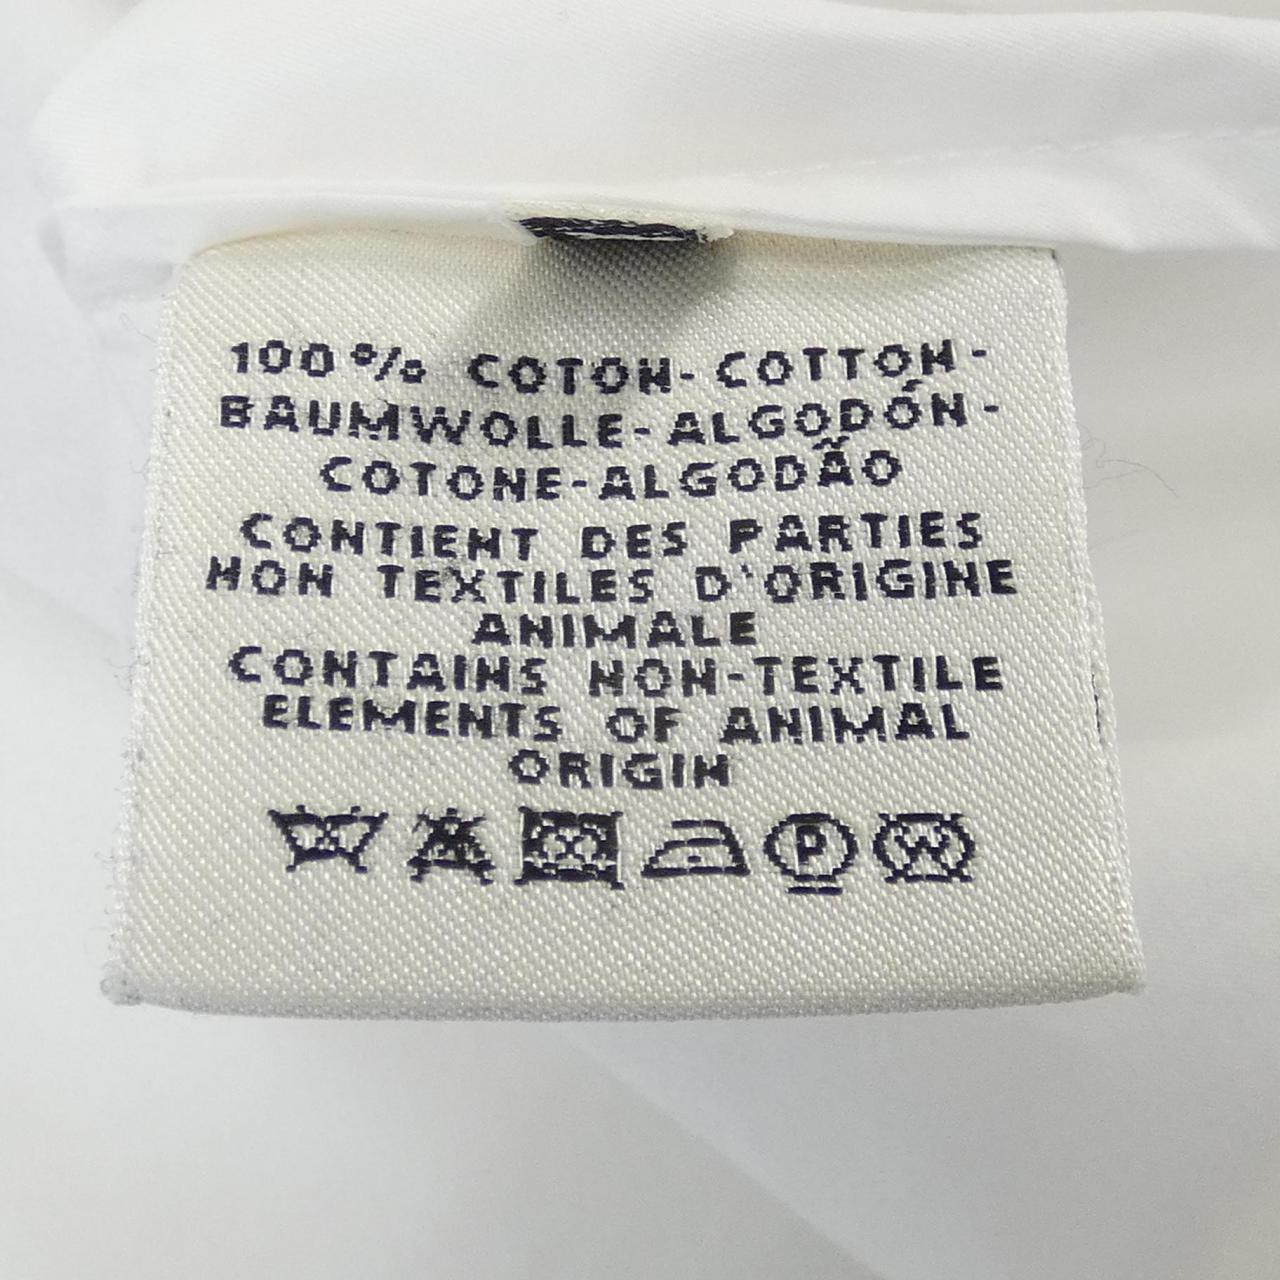 100% COTON-COTTON-
BAUMWOLLE-ALGODÓN-
COTONE-ALGODÃO
CONTIENT DES PARTIES
NON TEXTILES D'ORIGINE
ANIMALE
CONTAINS NON-TEXTILE
ELEMENTS OF ANIMAL
ORIGIN
P W